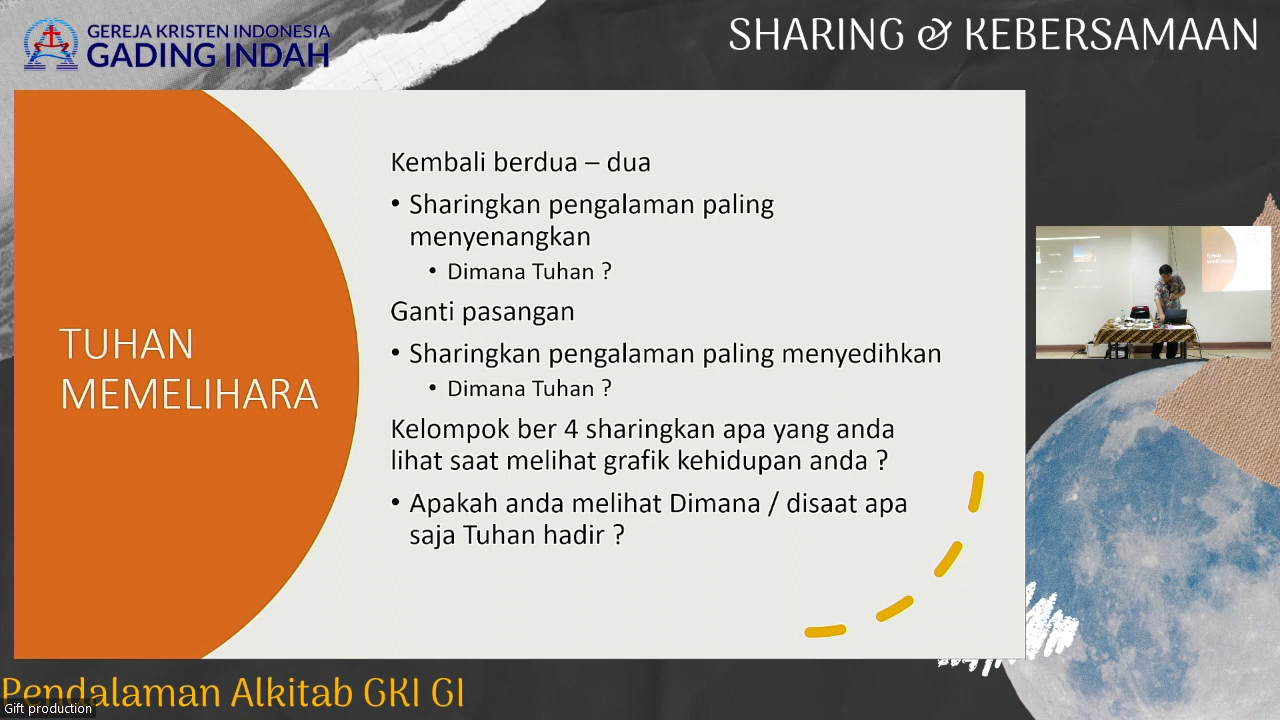 GEREJA KRISTEN INDONESIA
GADING INDAH
SHARING & KEBERSAMAAN
TUHAN
MEMELIHARA
Kembali berdua – dua
• Sharingkan pengalaman paling
menyenangkan
• Dimana Tuhan ?
Ganti pasangan
• Sharingkan pengalaman paling menyedihkan
• Dimana Tuhan ?
Kelompok ber 4 sharingkan apa yang anda
lihat saat melihat grafik kehidupan anda ?
• Apakah anda melihat Dimana / disaat apa
saja Tuhan hadir ?
Pendalaman Alkitab GKI GI
Gift production